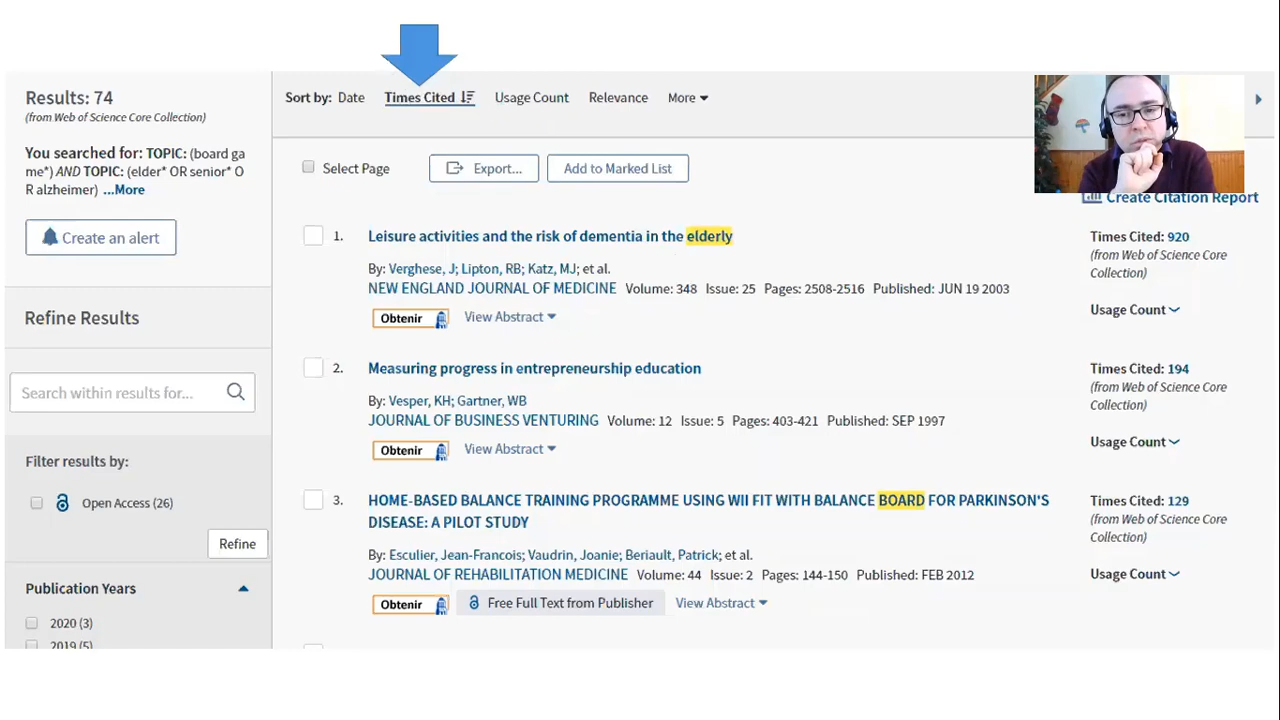 Results: 74
(from Web of Science Core Collection)
You searched for: TOPIC: (board ga
me*) AND TOPIC: (elder* OR senior* O
R alzheimer) ...More
Create an alert
Refine Results
Search within results for...
Filter results by:
Open Access (26)
Refine
Publication Years
2020 (3)
2019 (5)
Sort by: Date Times Cited Usage Count Relevance More
Select Page Export... Add to Marked List
Create Citation Report
1. Leisure activities and the risk of dementia in the elderly
By: Verghese, J; Lipton, RB; Katz, MJ; et al.
NEW ENGLAND JOURNAL OF MEDICINE Volume: 348 Issue: 25 Pages: 2508-2516 Published: JUN 19 2003
Obtenir View Abstract
Times Cited: 920
(from Web of Science Core
Collection)
Usage Count
2. Measuring progress in entrepreneurship education
By: Vesper, KH; Gartner, WB
JOURNAL OF BUSINESS VENTURING Volume: 12 Issue: 5 Pages: 403-421 Published: SEP 1997
Obtenir View Abstract
Times Cited: 194
(from Web of Science Core
Collection)
Usage Count
3. HOME-BASED BALANCE TRAINING PROGRAMME USING WII FIT WITH BALANCE BOARD FOR PARKINSON'S
DISEASE: A PILOT STUDY
By: Esculier, Jean-Francois; Vaudrin, Joanie; Beriault, Patrick; et al.
JOURNAL OF REHABILITATION MEDICINE Volume: 44 Issue: 2 Pages: 144-150 Published: FEB 2012
Obtenir Free Full Text from Publisher View Abstract
Times Cited: 129
(from Web of Science Core
Collection)
Usage Count